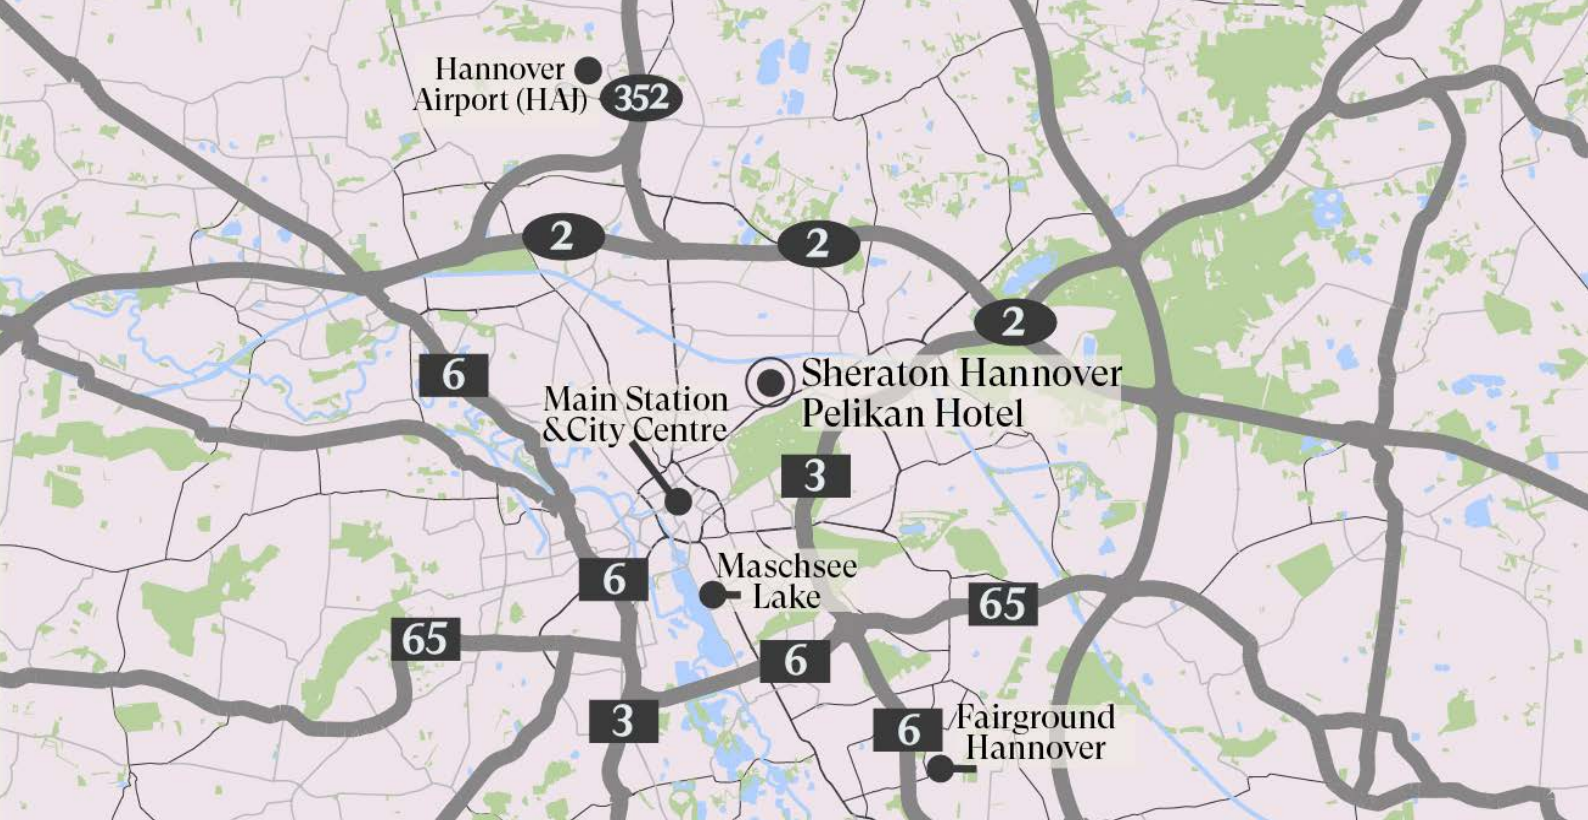 Hannover
Airport (HAJ)
352
2
2
2
6
Main Station
&City Centre
Sheraton Hannover
Pelikan Hotel
3
6
Maschsee
Lake
65
65
6
3
6
Fairground
Hannover